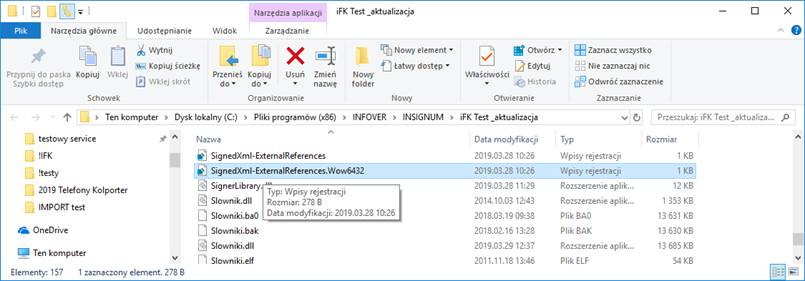 Narzędzia aplikacji iFK Test _aktualizacja
Plik Narzędzia główne Udostępnianie Widok Zarządzanie
Przypnij do paska Szybki dostęp
Kopiuj
Wklej
Wytnij
Kopiuj ścieżkę
Wklej skrót
Schowek
Przenieś do
Kopiuj do
Usuń
Zmień nazwę
Organizowanie
Nowy folder
Nowy element
Łatwy dostęp
Nowy
Właściwości
Otwórz
Edytuj
Historia
Otwieranie
Zaznacz wszystko
Nie zaznaczaj nic
Odwróć zaznaczenie
Zaznaczanie
Ten komputer > Dysk lokalny (C:) > Pliki programów (x86) > INFOVER > INSIGNUM > iFK Test _aktualizacja
Przeszukaj: iFK Test _aktualiza...
testowy service
!IFK
!testy
2019 Telefony Kolporter
IMPORT test
OneDrive
Ten komputer
Nazwa Data modyfikacji Typ Rozmiar
SignedXml-ExternalReferences 2019.03.28 10:26 Wpisy rejestracji 1 KB
SignedXml-ExternalReferences.Wow6432 2019.03.28 10:26 Wpisy rejestracji 1 KB
SignerLibrary.dll 2019.03.28 11:29 Rozszerzenie aplik... 12 KB
Slownik.dll 2014.10.03 12:43 Rozszerzenie aplik... 1 353 KB
Slowniki.ba0 2018.03.19 09:38 Plik BA0 13 631 KB
Slowniki.bak 2018.02.16 13:28 Plik BAK 13 630 KB
Slowniki.dll 2019.03.29 12:37 Rozszerzenie aplik... 13 685 KB
Slowniki.elf 2011.11.18 13:46 Plik ELF 54 KB
Typ: Wpisy rejestracji
Rozmiar: 278 B
Data modyfikacji: 2019.03.28 10:26
Elementy: 157 1 zaznaczony element. 278 B